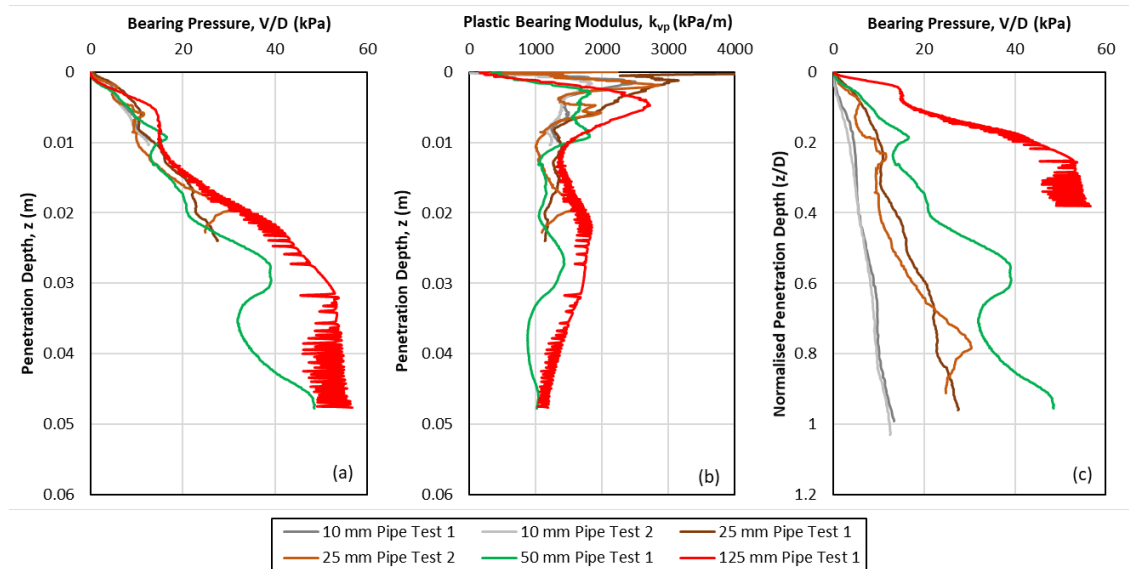 Bearing Pressure, V/D (kPa)
0 20 40 60
0
0.01
0.02
0.03
0.04
0.05
0.06
Penetration Depth, z (m)
(a)
Plastic Bearing Modulus, kvp (kPa/m)
0 1000 2000 3000 4000
0
0.01
0.02
0.03
0.04
0.05
0.06
Penetration Depth, z (m)
(b)
Bearing Pressure, V/D (kPa)
0 20 40 60
0
0.2
0.4
0.6
0.8
1
1.2
Normalised Penetration Depth (z/D)
(c)
10 mm Pipe Test 1 10 mm Pipe Test 2 25 mm Pipe Test 1
25 mm Pipe Test 2 50 mm Pipe Test 1 125 mm Pipe Test 1